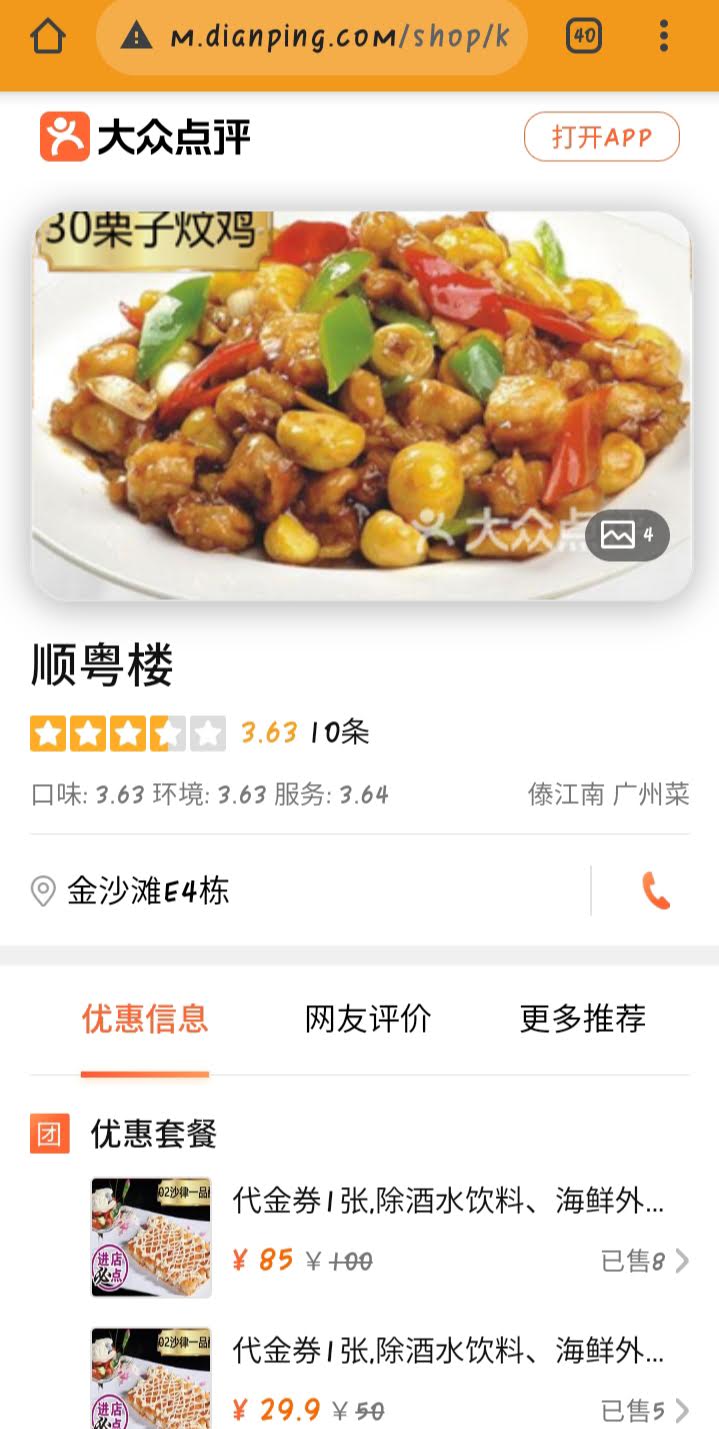 m.dianping.com/shop/k
40
大众点评
打开APP
30栗子炆鸡
大众点
4
顺粤楼
3.63 10条
口味: 3.63 环境: 3.63 服务: 3.64
傣江南 广州菜
金沙滩E4栋
优惠信息
网友评价
更多推荐
团
优惠套餐
02沙律一品
进店
必点
代金券1张,除酒水饮料、海鲜外...
¥ 85 ¥100
已售8
02沙律一品
进店
代金券1张,除酒水饮料、海鲜外...
¥ 29.9 ¥50
已售5